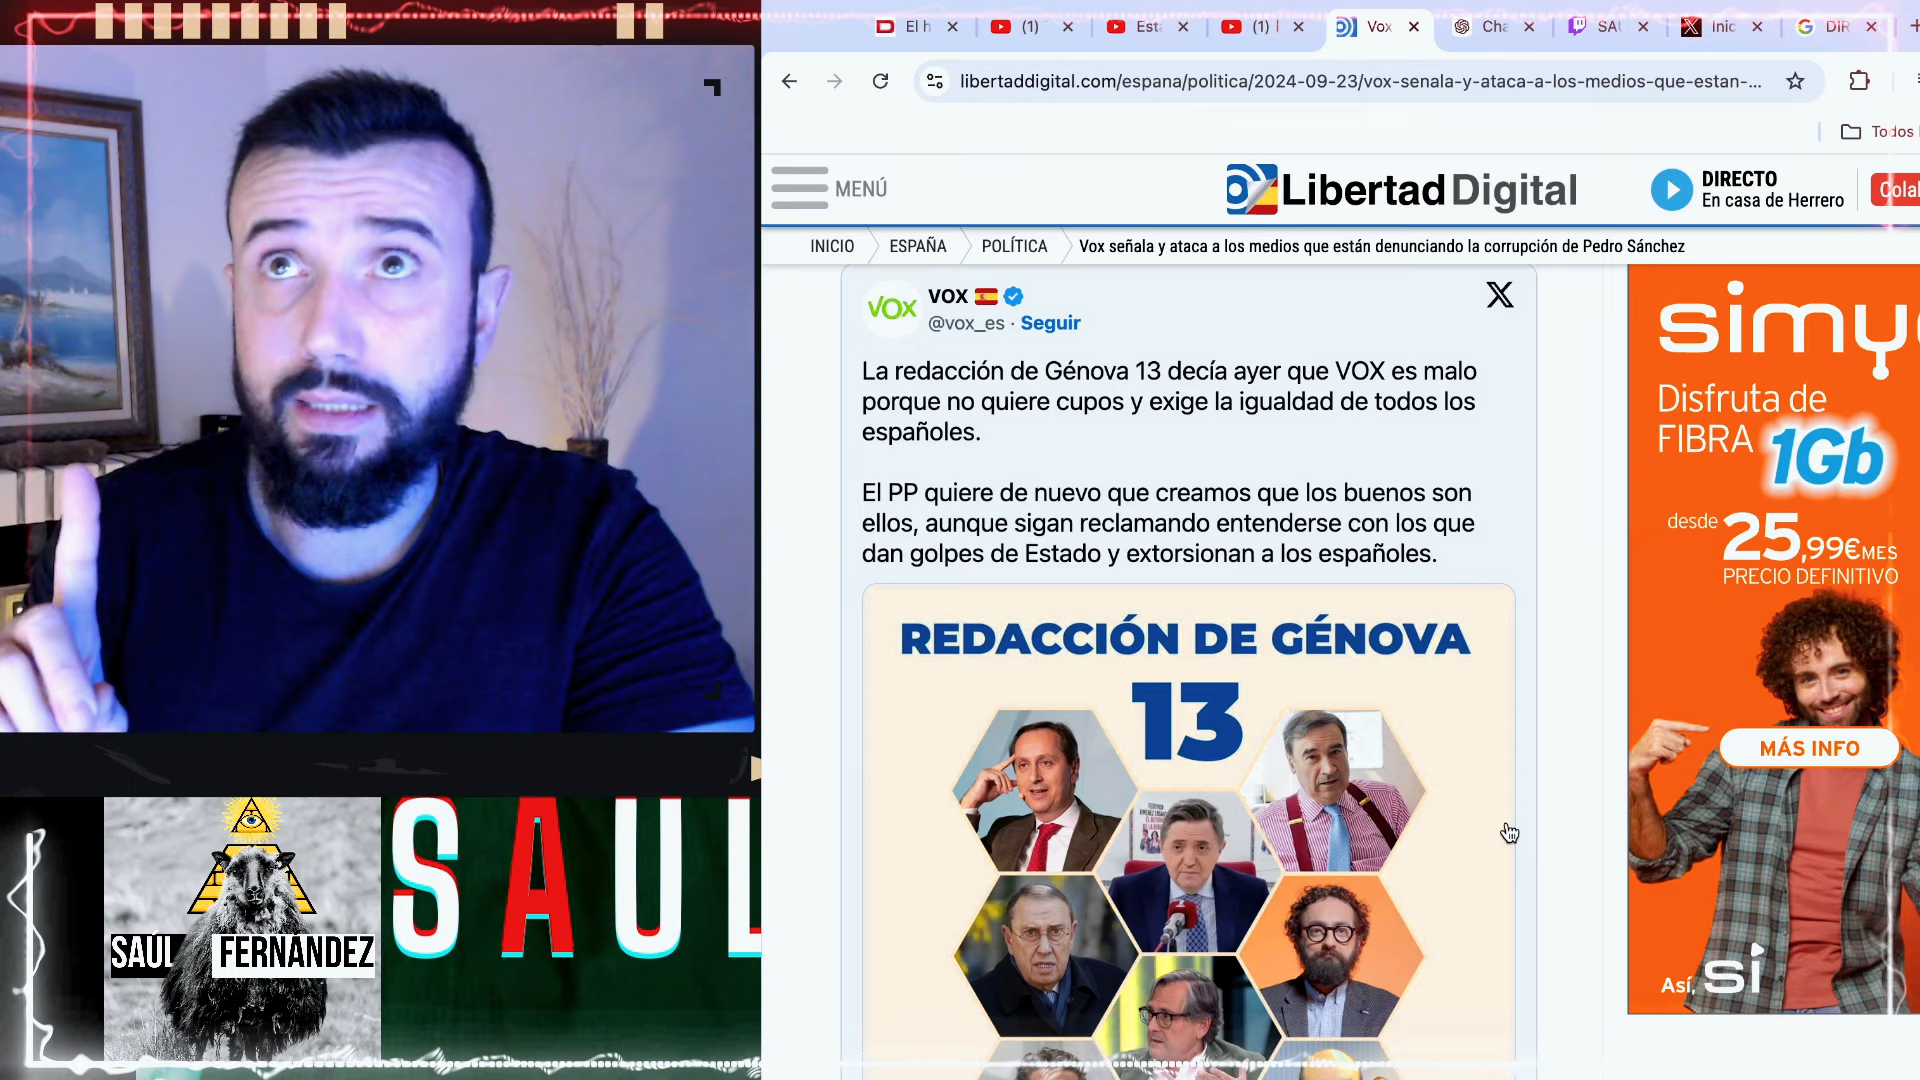 El h
(1)
Est
(1)
Vox
Cha
SAU
Inic
DIR
libertaddigital.com/espana/politica/2024-09-23/vox-senala-y-ataca-a-los-medios-que-estan-...
Todos
MENÚ
Libertad Digital
DIRECTO
En casa de Herrero
Colal
INICIO
ESPAÑA
POLÍTICA
Vox señala y ataca a los medios que están denunciando la corrupción de Pedro Sánchez
VOX
VOX
@vox_es · Seguir
La redacción de Génova 13 decía ayer que VOX es malo
porque no quiere cupos y exige la igualdad de todos los
españoles.
El PP quiere de nuevo que creamos que los buenos son
ellos, aunque sigan reclamando entenderse con los que
dan golpes de Estado y extorsionan a los españoles.
REDACCIÓN DE GÉNOVA
13
simyo
Disfruta de
FIBRA 1Gb
desde 25,99€MES
PRECIO DEFINITIVO
MÁS INFO
Así, sí
SAÚL FERNÁNDEZ
SAUL